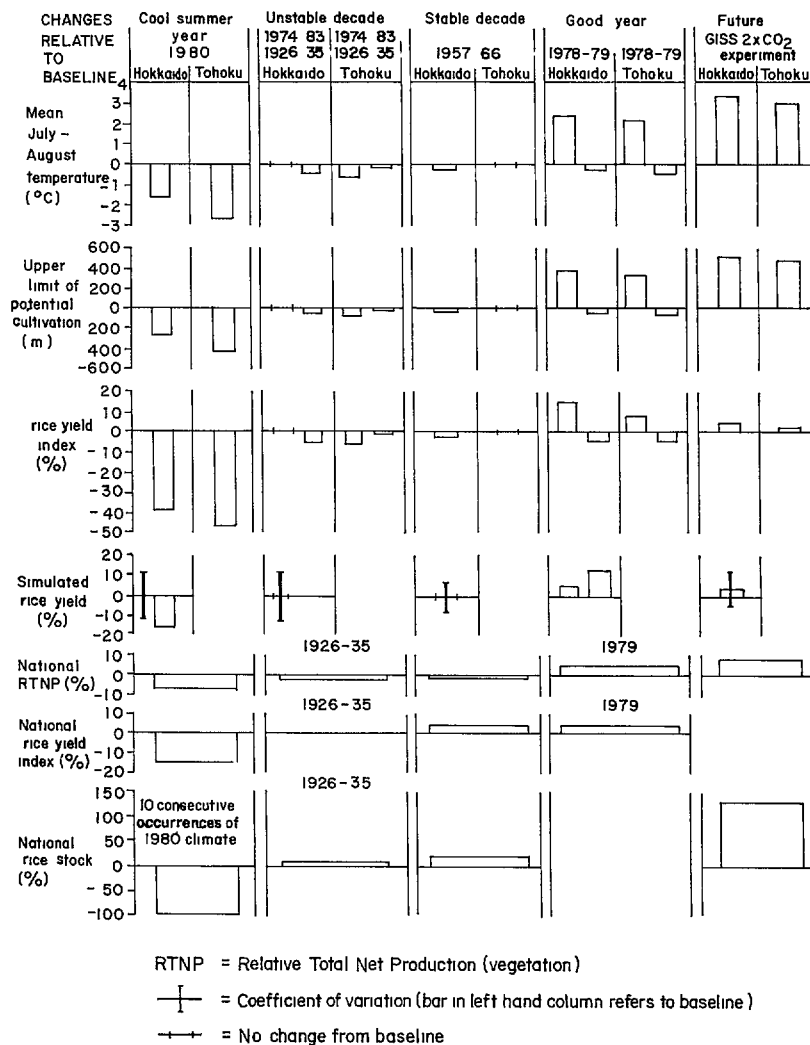 CHANGES RELATIVE TO BASELINE
Cool summer year 1980
Unstable decade
Stable decade
Good year
Future GISS 2xCO2 experiment
1974 83 1974 83
1926 35 1926 35
1957 66
1978-79 1978-79
Hokkaido Tohoku Hokkaido Tohoku Hokkaido Tohoku Hokkaido Tohoku Hokkaido Tohoku
Mean July - August temperature (°C)
4
3
2
1
0
-1
-2
-3
Upper limit of potential cultivation (m)
600
400
200
0
200
400
-600
rice yield index (%)
20
10
0
-10
-20
-30
-40
-50
Simulated rice yield (%)
20
10
0
-10
-20
1926-35
1979
National RTNP (%)
10
0
-10
1926-35
1979
National rice yield index (%)
10
0
-10
-20
1926-35
National rice stock (%)
150
100
50
0
- 50
-100
10 consecutive occurrences of 1980 climate
RTNP = Relative Total Net Production (vegetation)
= Coefficient of variation (bar in left hand column refers to baseline)
= No change from baseline